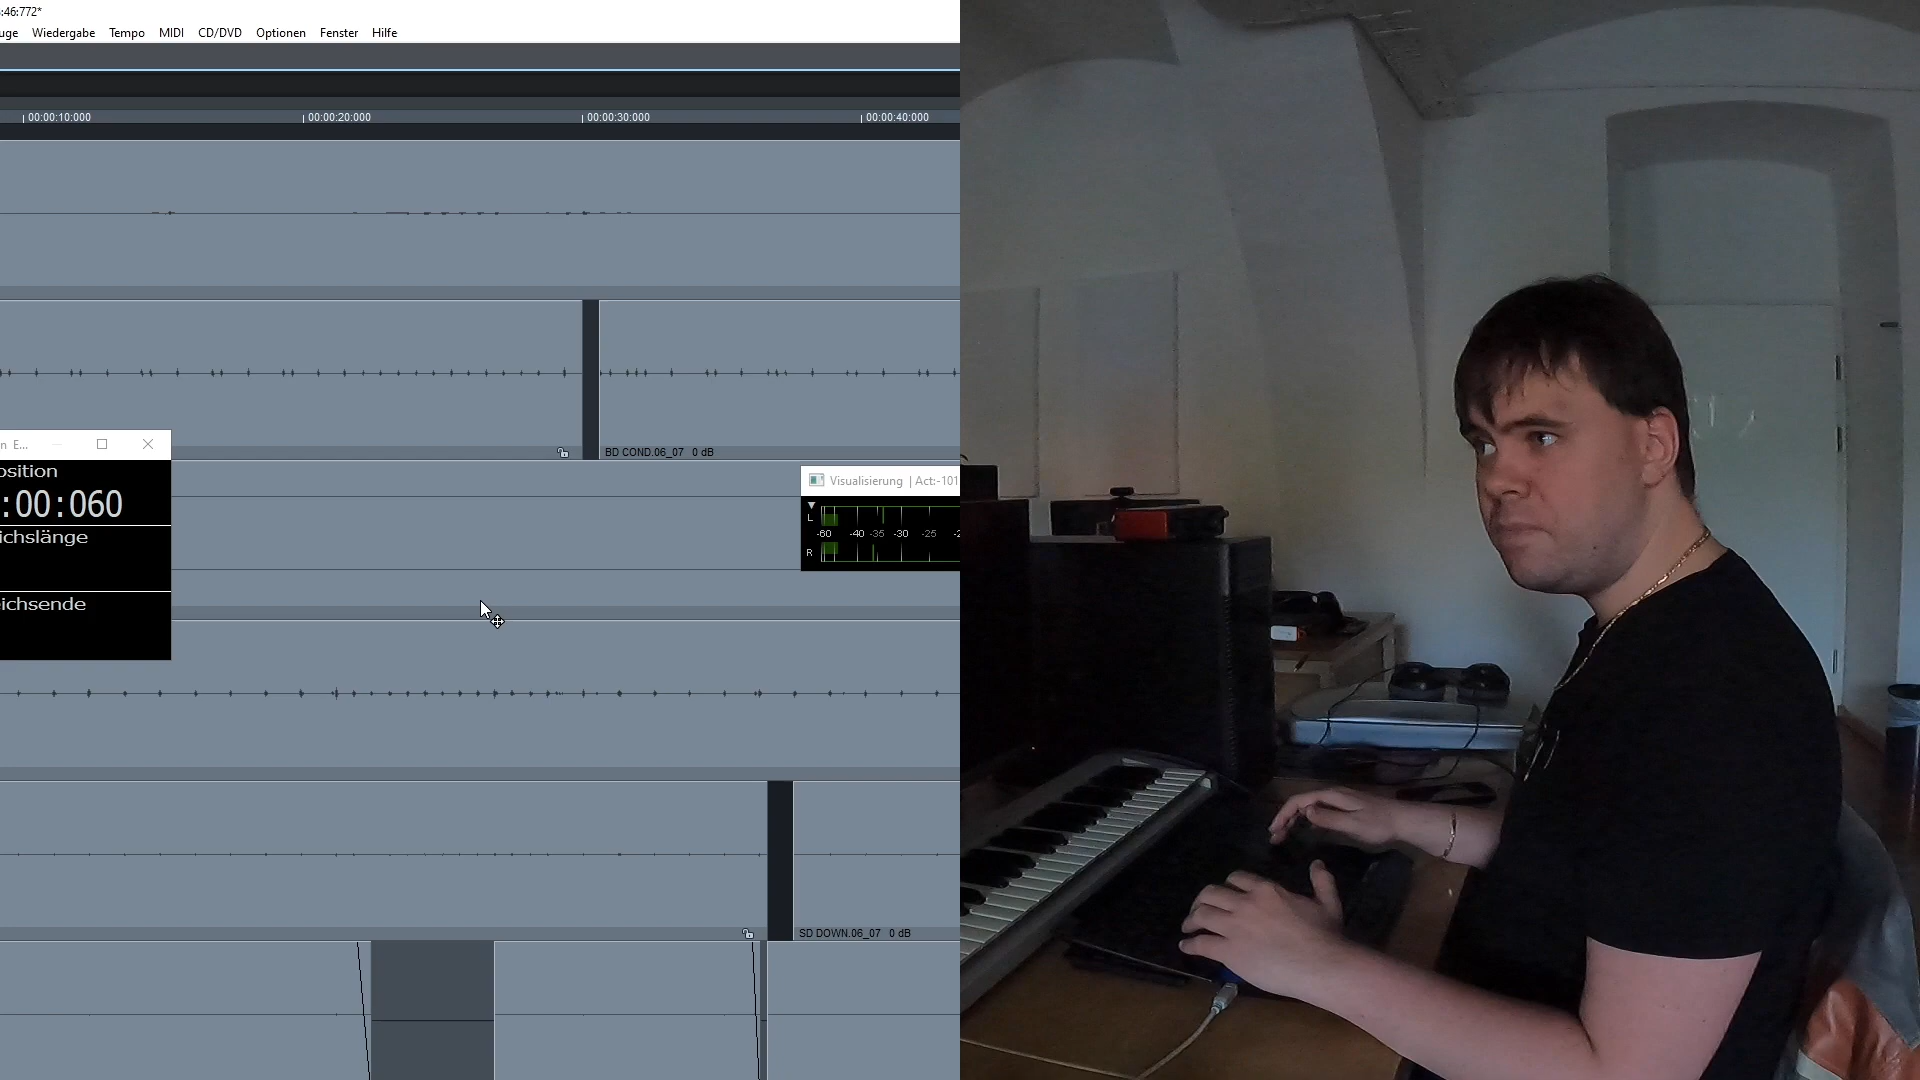 :46:772*
uge Wiedergabe Tempo MIDI CD/DVD Optionen Fenster Hilfe
00:00:10:000 00:00:20:000 00:00:30:000 00:00:40:000
n E...
osition
:00:060
ichslänge
eichsende
BD COND.06_07 0 dB
Visualisierung | Act:-101
L
-60 -40 -35 -30 -25 -2
R
SD DOWN.06_07 0 dB